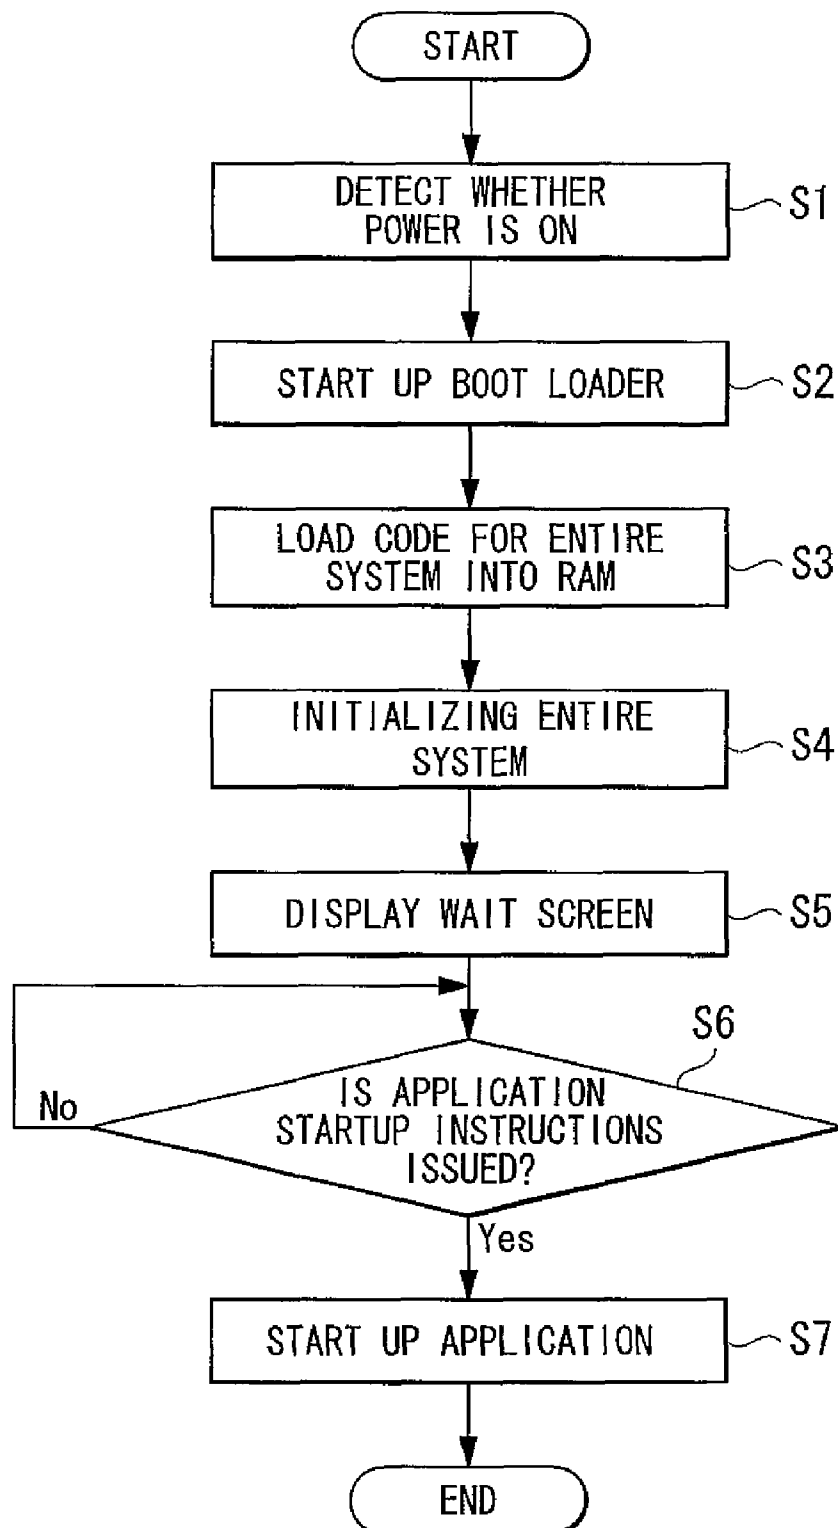 START
DETECT WHETHER
POWER IS ON
S1
START UP BOOT LOADER
S2
LOAD CODE FOR ENTIRE
SYSTEM INTO RAM
S3
INITIALIZING ENTIRE
SYSTEM
S4
DISPLAY WAIT SCREEN
S5
S6
IS APPLICATION
STARTUP INSTRUCTIONS
ISSUED?
No
Yes
START UP APPLICATION
S7
END